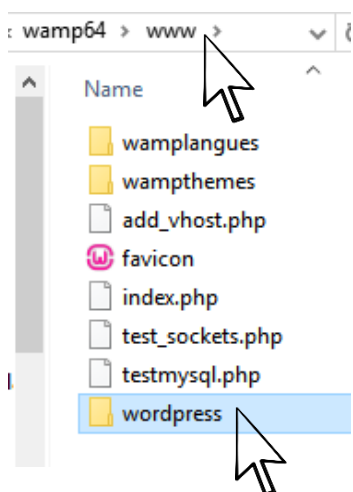 wamp64 > www >
Name
wamplangues
wampthemes
add_vhost.php
favicon
index.php
test_sockets.php
testmysql.php
wordpress